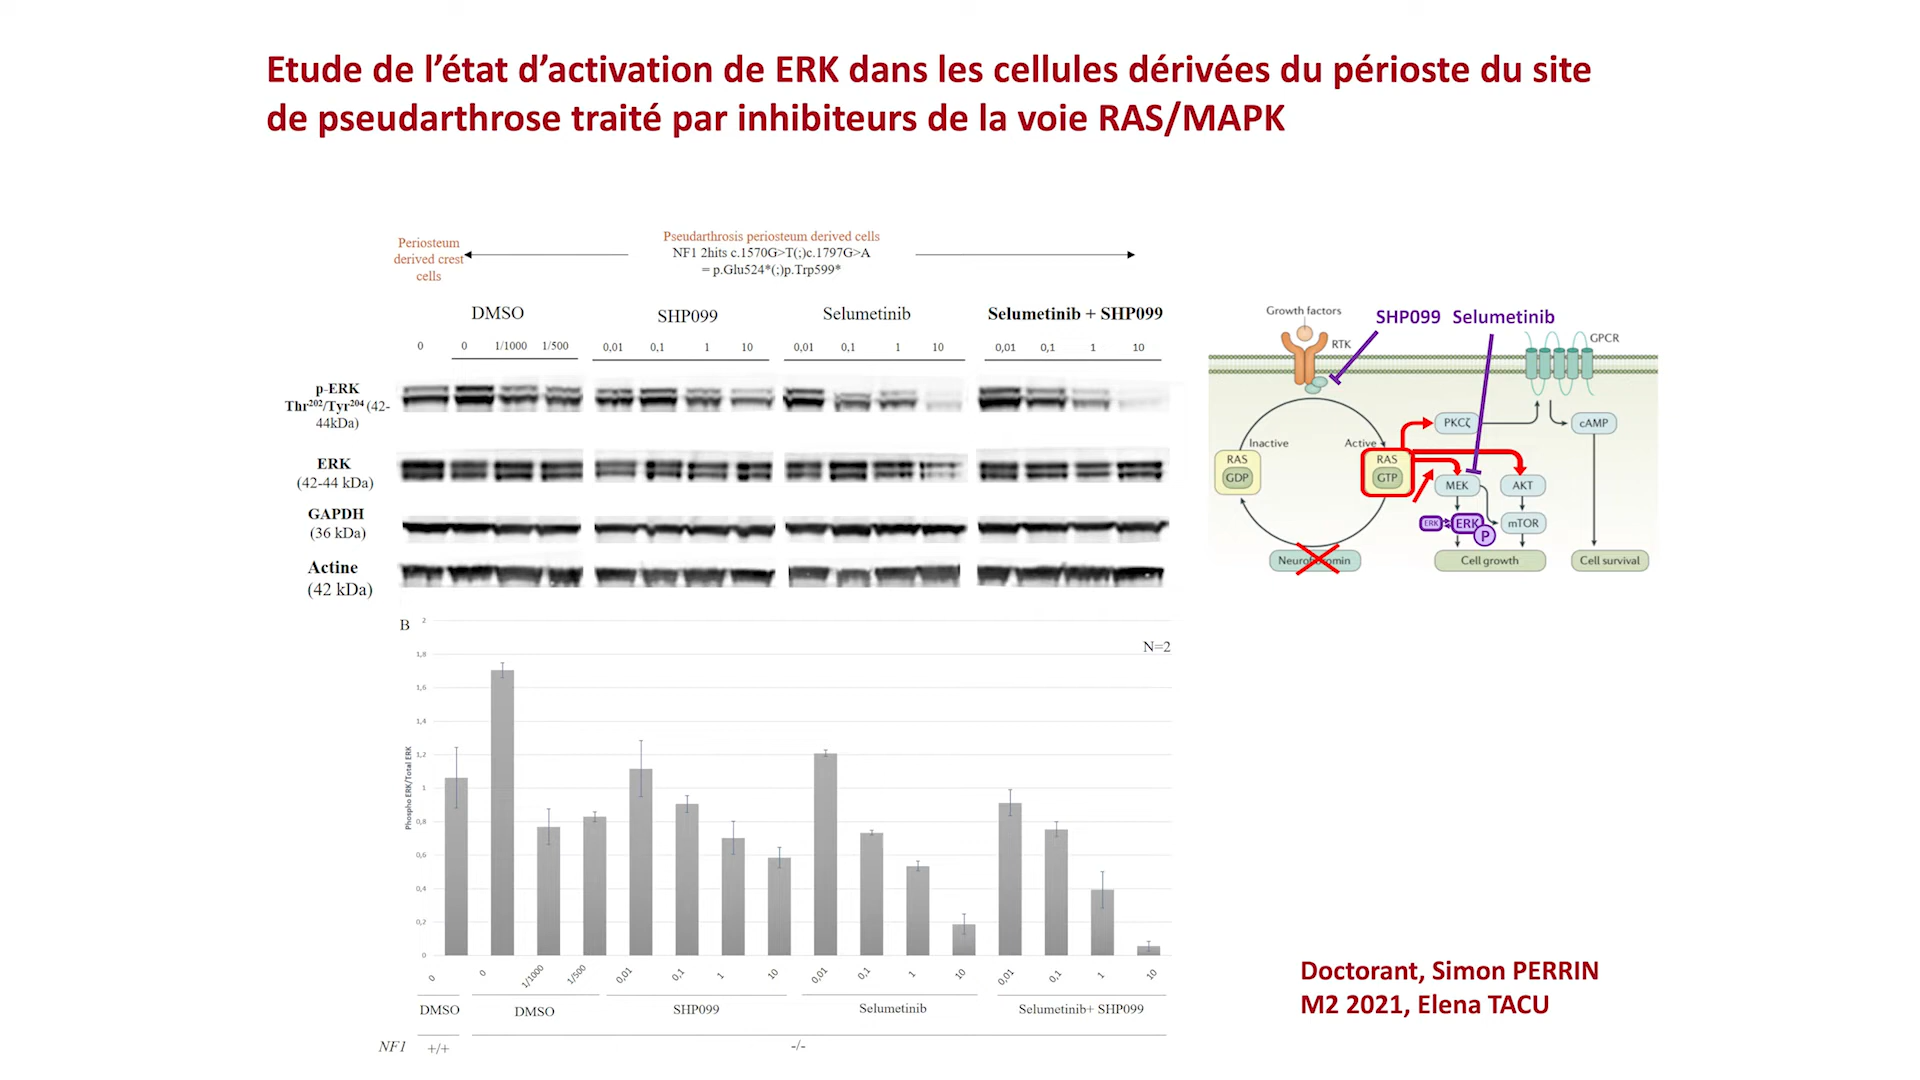 Etude de l’état d’activation de ERK dans les cellules dérivées du périoste du site
de pseudarthrose traité par inhibiteurs de la voie RAS/MAPK
Periosteum
derived crest
cells
Pseudarthrosis periosteum derived cells
NF1 2hits c.1570G>T(;)c.1797G>A
= p.Glu524*(;)p.Trp599*
DMSO SHP099 Selumetinib Selumetinib + SHP099
0 0 1/1000 1/500 0,01 0,1 1 10 0,01 0,1 1 10 0,01 0,1 1 10
p-ERK
Thr202/Tyr204 (42-
44kDa)
ERK
(42-44 kDa)
GAPDH
(36 kDa)
Actine
(42 kDa)
SHP099 Selumetinib
Growth factors
RTK
GPCR
PKCζ
cAMP
Inactive
Active
RAS
GDP
RAS
GTP
MEK
AKT
ERK
ERK
P
mTOR
Cell growth
Cell survival
B
N=2
Phospho ERK/Total ERK
2
1,8
1,6
1,4
1,2
1
0,8
0,6
0,4
0,2
0
0 0 1/1000 1/500 0,01 0,1 1 10 0,01 0,1 1 10 0,01 0,1 1 10
DMSO DMSO SHP099 Selumetinib Selumetinib+ SHP099
NF1 +/+ -/-
Doctorant, Simon PERRIN
M2 2021, Elena TACU